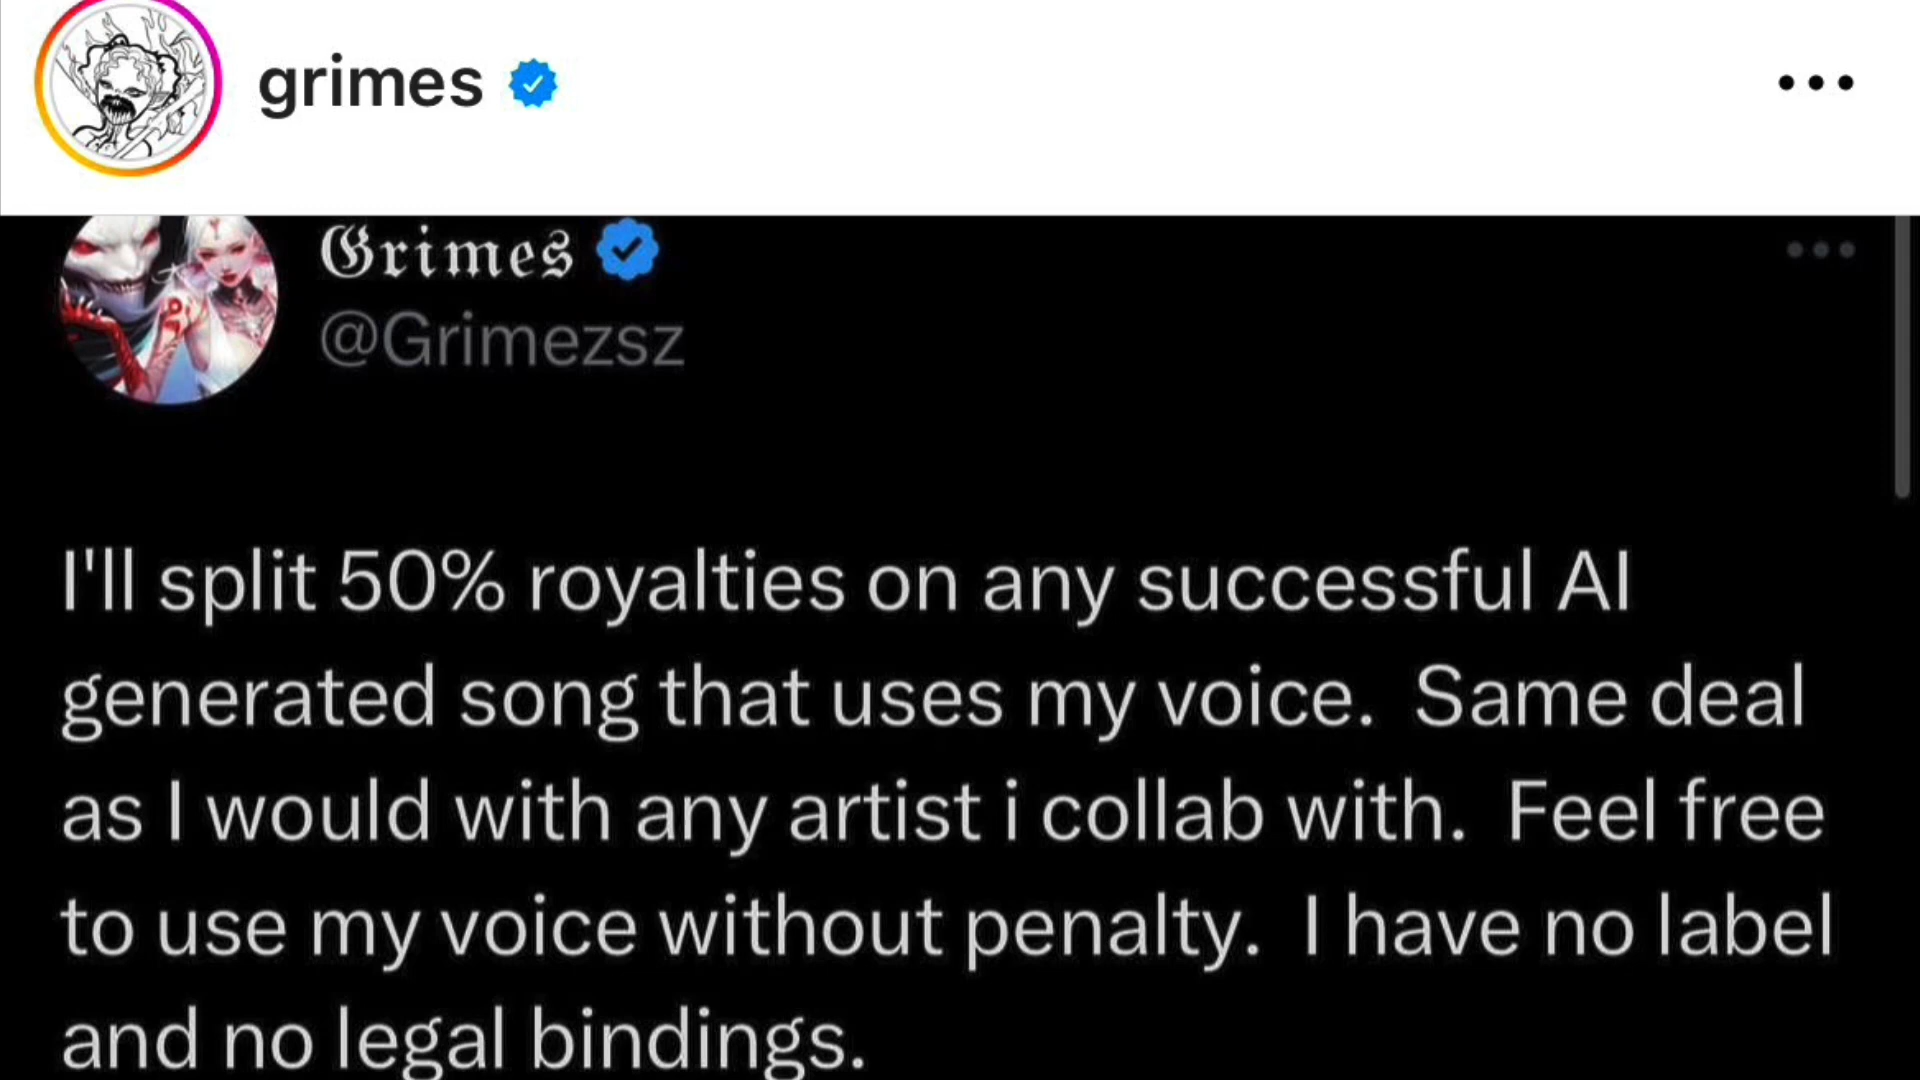 grimes
Grimes
@Grimezsz
I'll split 50% royalties on any successful AI
generated song that uses my voice.  Same deal
as I would with any artist i collab with.  Feel free
to use my voice without penalty.  I have no label
and no legal bindings.